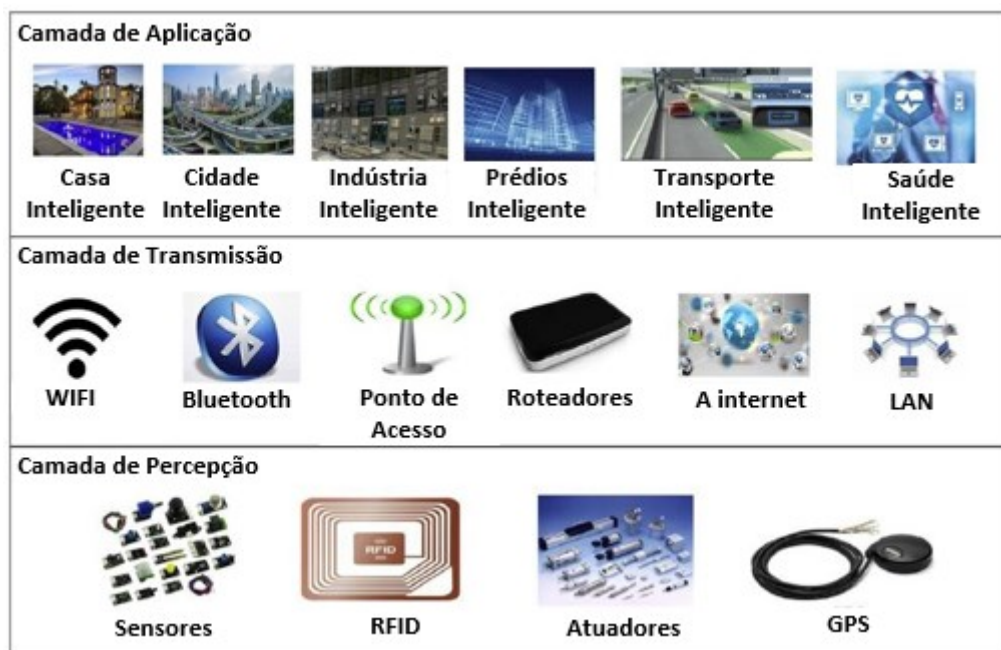 Camada de Aplicação
Casa
Inteligente
Cidade
Inteligente
Indústria
Inteligente
Prédios
Inteligente
Transporte
Inteligente
Saúde
Inteligente
Camada de Transmissão
WIFI
Bluetooth
Ponto de
Acesso
Roteadores
A internet
LAN
Camada de Percepção
Sensores
RFID
RFID
Atuadores
GPS